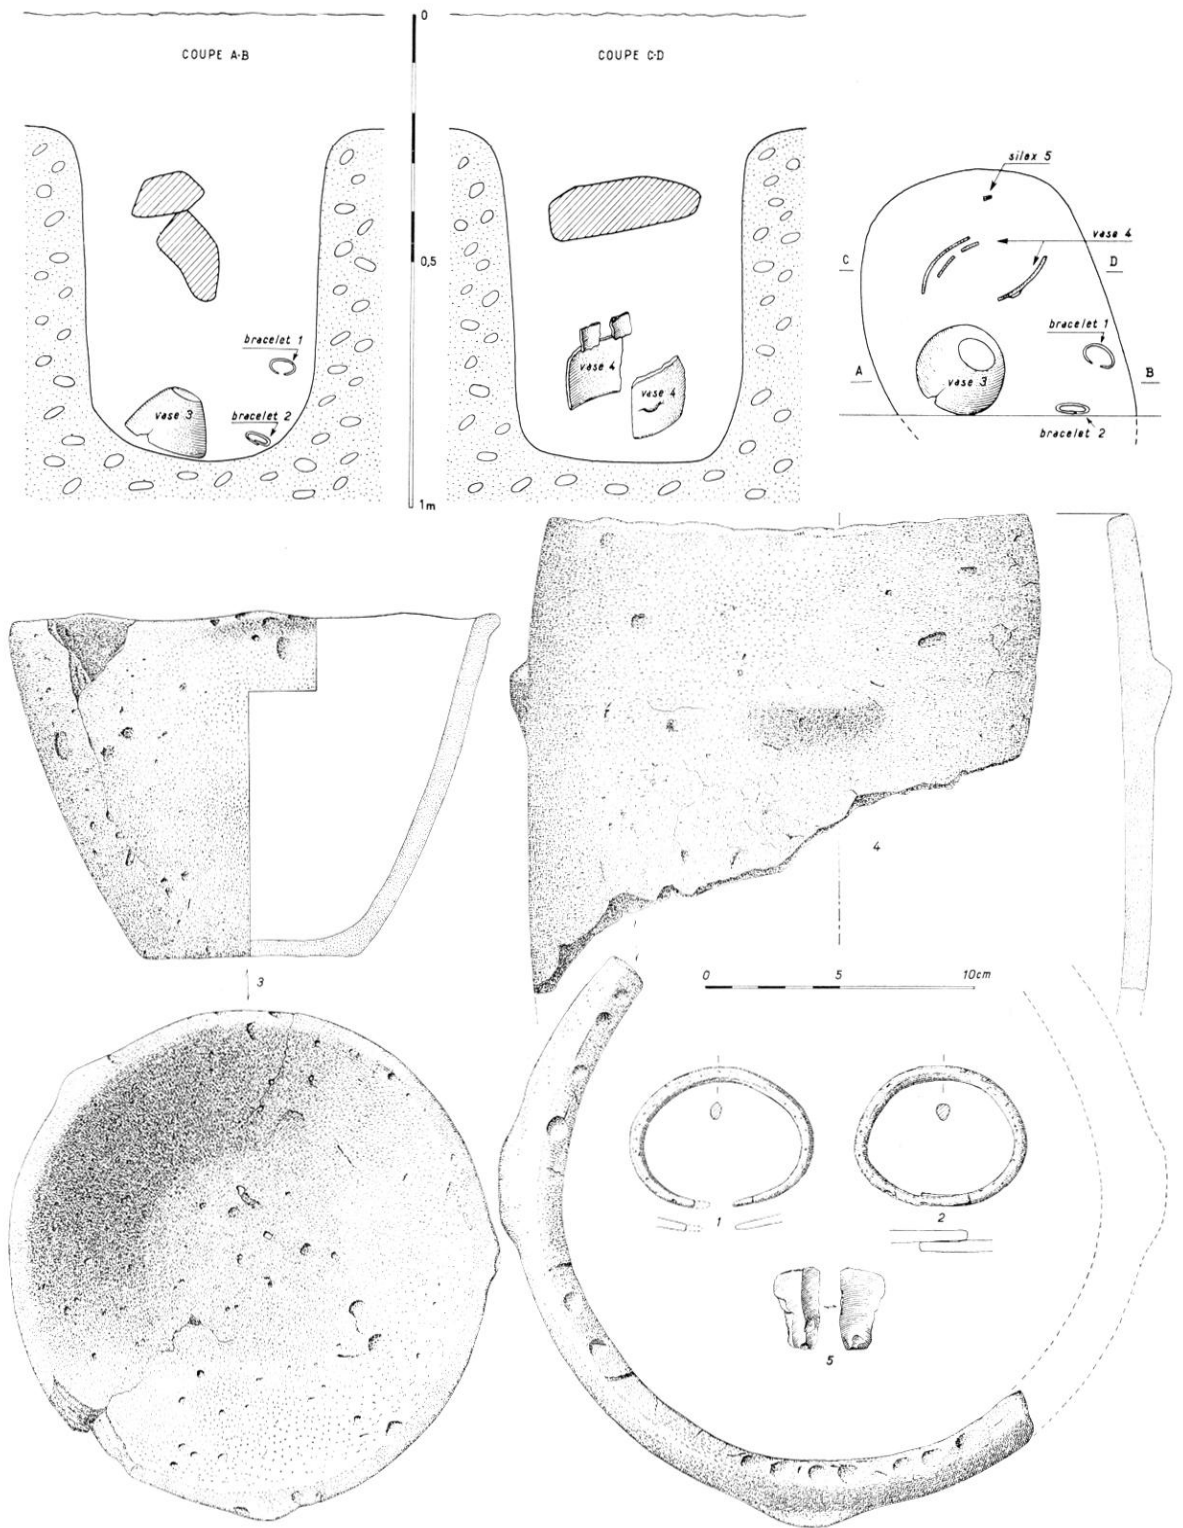 COUPE A-B
0
COUPE C-D
0,5
1m
bracelet 1
vase 3
bracelet 2
vase 4
vase 4
silex 5
vase 4
C
D
bracelet 1
A
B
vase 3
bracelet 2
3
4
0 5 10cm
1
2
5